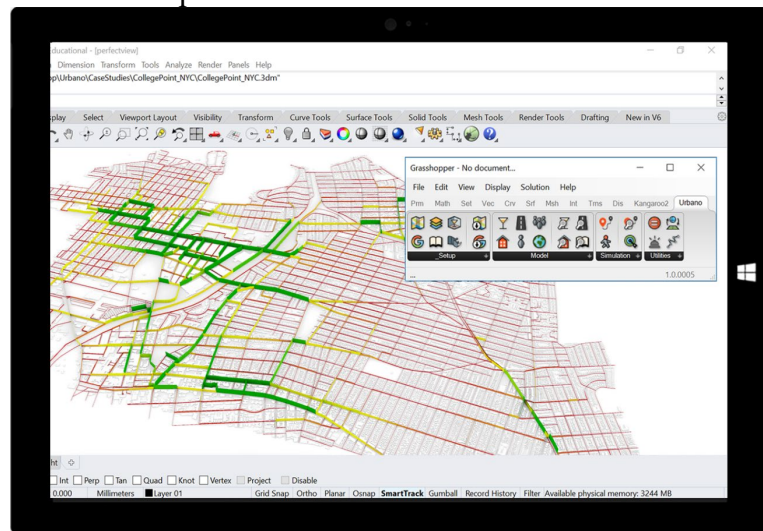 ducational - [perfectview]
Dimension Transform Tools Analyze Render Panels Help
op\Urbano\CaseStudies\CollegePoint_NYC\CollegePoint_NYC.3dm"
splay Select Viewport Layout Visibility Transform Curve Tools Surface Tools Solid Tools Mesh Tools Render Tools Drafting New in V6
Grasshopper - No document...
File Edit View Display Solution Help
Prm Math Set Vec Crv Srf Msh Int Trns Dis Kangaroo2 Urbano
_Setup Model Simulation Utilities
...
1.0.0005
ht
Int Perp Tan Quad Knot Vertex Project Disable
0.000 Millimeters Layer 01 Grid Snap Ortho Planar Osnap SmartTrack Gumball Record History Filter Available physical memory: 3244 MB